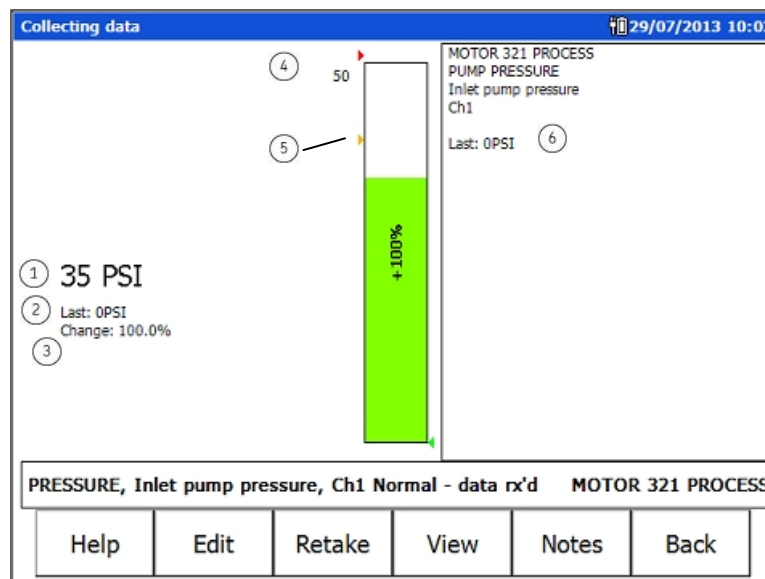 Collecting data
29/07/2013 10:02
4
50
5
+100%
1
35 PSI
2
Last: 0PSI
Change: 100.0%
3
MOTOR 321 PROCESS
PUMP PRESSURE
Inlet pump pressure
Ch1
Last: 0PSI
6
PRESSURE, Inlet pump pressure, Ch1 Normal - data rx'd MOTOR 321 PROCESS
Help Edit Retake View Notes Back